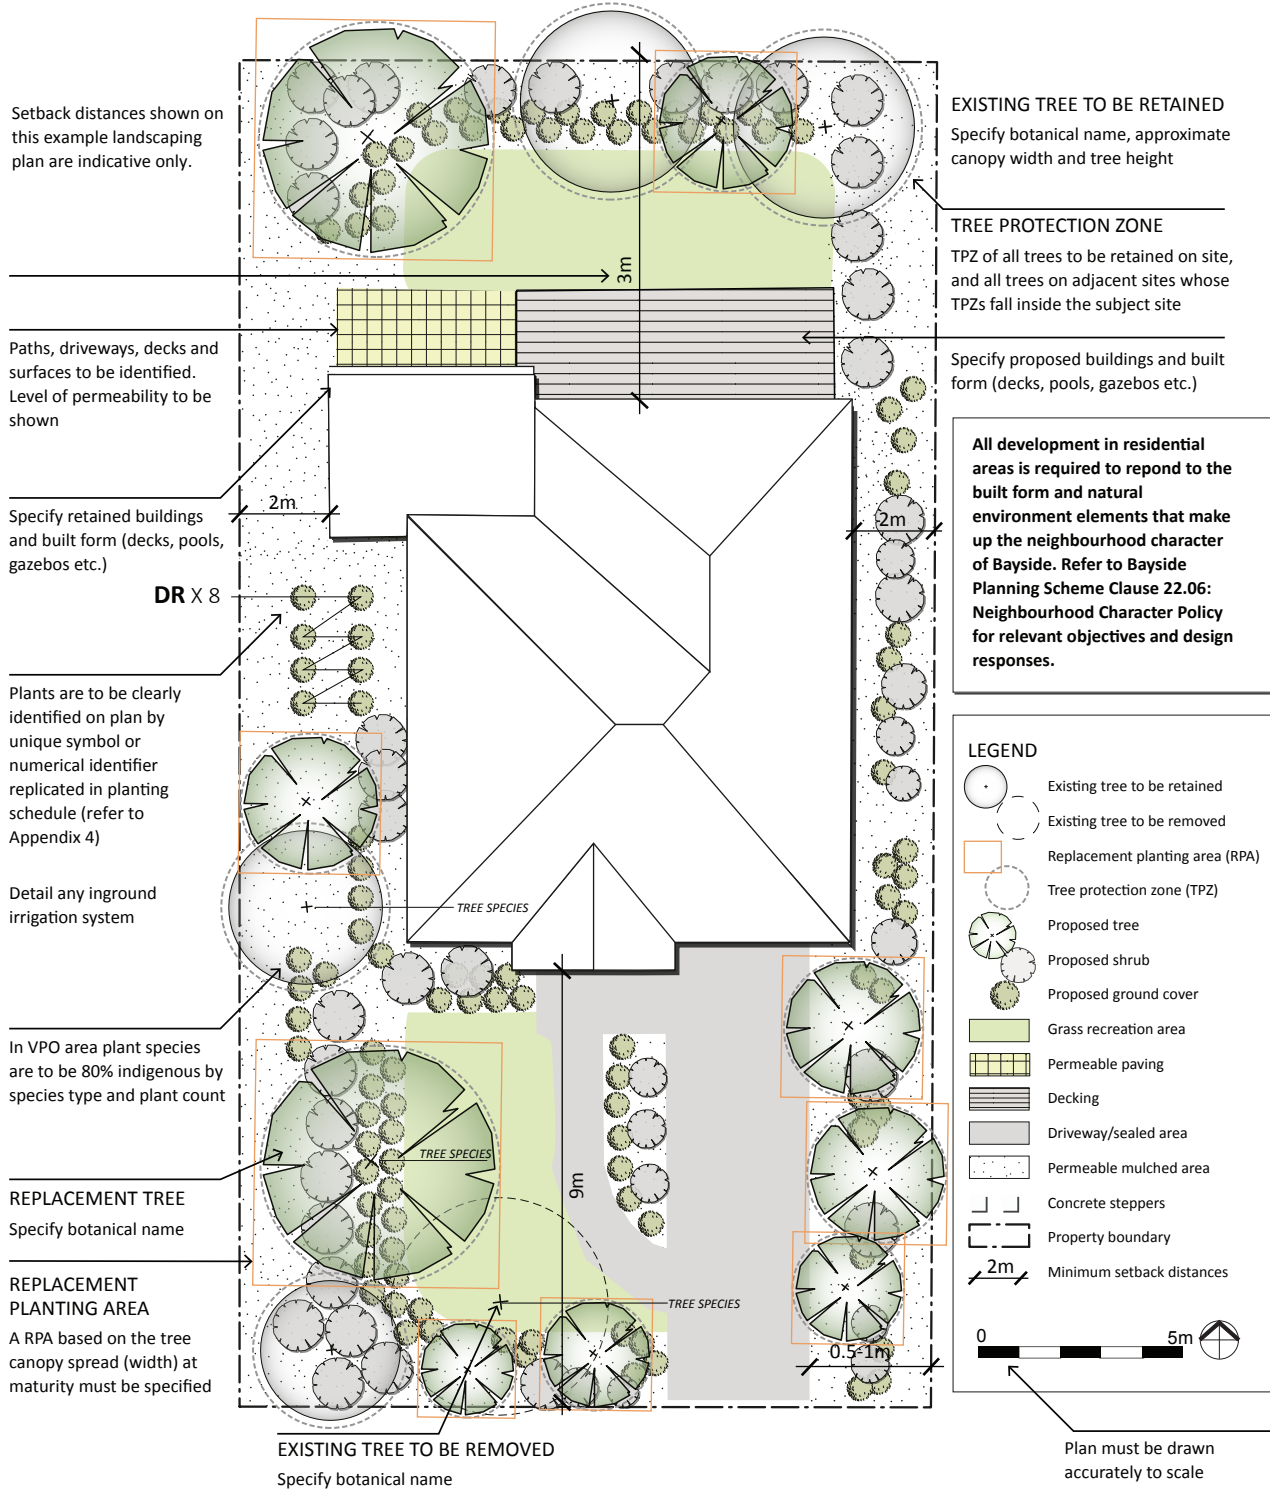 Setback distances shown on
this example landscaping
plan are indicative only.
Paths, driveways, decks and
surfaces to be identified.
Level of permeability to be
shown
Specify retained buildings
and built form (decks, pools,
gazebos etc.)
DR X 8
Plants are to be clearly
identified on plan by
unique symbol or
numerical identifier
replicated in planting
schedule (refer to
Appendix 4)
Detail any inground
irrigation system
In VPO area plant species
are to be 80% indigenous by
species type and plant count
REPLACEMENT TREE
Specify botanical name
REPLACEMENT
PLANTING AREA
A RPA based on the tree
canopy spread (width) at
maturity must be specified
3m
2m
2m
TREE SPECIES
TREE SPECIES
9m
TREE SPECIES
0.5-1m
EXISTING TREE TO BE REMOVED
Specify botanical name
EXISTING TREE TO BE RETAINED
Specify botanical name, approximate
canopy width and tree height
TREE PROTECTION ZONE
TPZ of all trees to be retained on site,
and all trees on adjacent sites whose
TPZs fall inside the subject site
Specify proposed buildings and built
form (decks, pools, gazebos etc.)
All development in residential
areas is required to repond to the
built form and natural
environment elements that make
up the neighbourhood character
of Bayside. Refer to Bayside
Planning Scheme Clause 22.06:
Neighbourhood Character Policy
for relevant objectives and design
responses.
LEGEND
Existing tree to be retained
Existing tree to be removed
Replacement planting area (RPA)
Tree protection zone (TPZ)
Proposed tree
Proposed shrub
Proposed ground cover
Grass recreation area
Permeable paving
Decking
Driveway/sealed area
Permeable mulched area
Concrete steppers
Property boundary
2m Minimum setback distances
0 5m
Plan must be drawn
accurately to scale